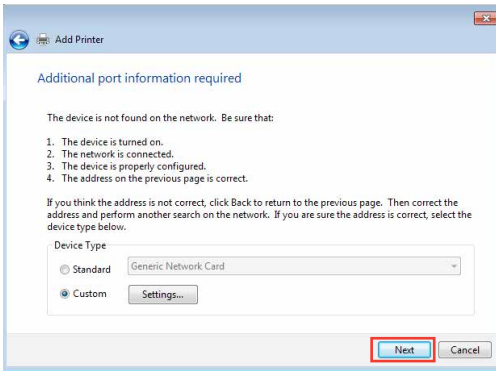 Add Printer
Additional port information required
The device is not found on the network.  Be sure that:
1.  The device is turned on.
2.  The network is connected.
3.  The device is properly configured.
4.  The address on the previous page is correct.
If you think the address is not correct, click Back to return to the previous page.  Then correct the
address and perform another search on the network.  If you are sure the address is correct, select the
device type below.
Device Type
Standard Generic Network Card
Custom Settings...
Next Cancel